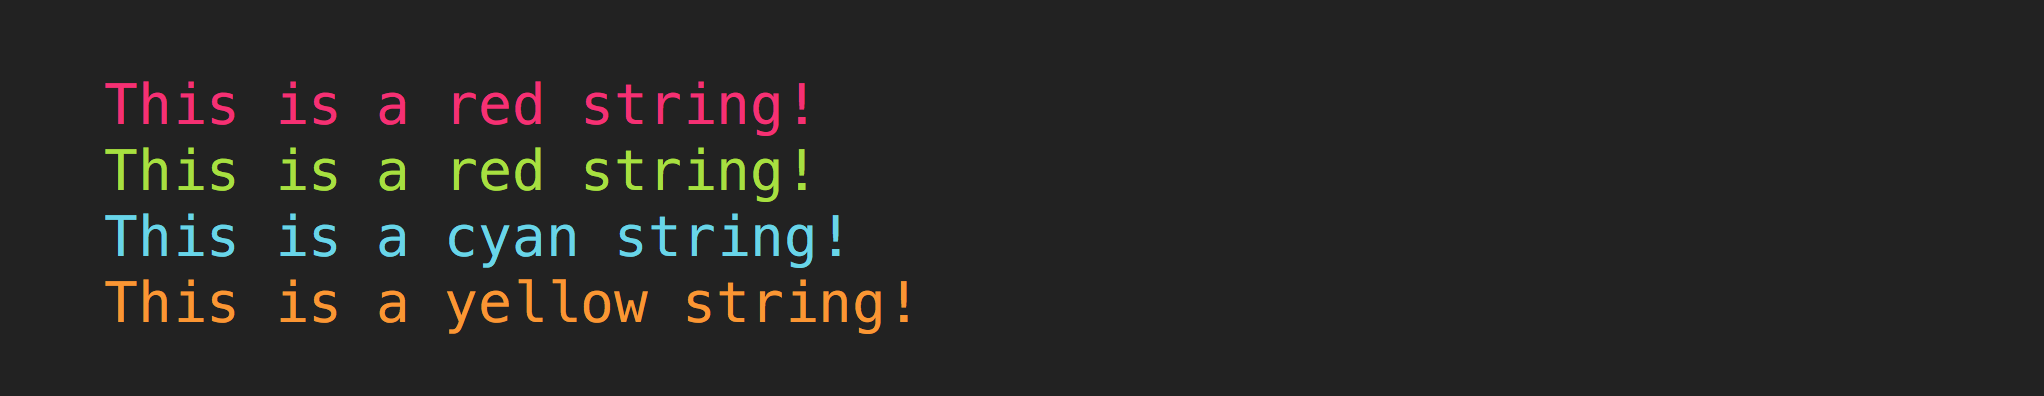 This is a red string!
This is a red string!
This is a cyan string!
This is a yellow string!